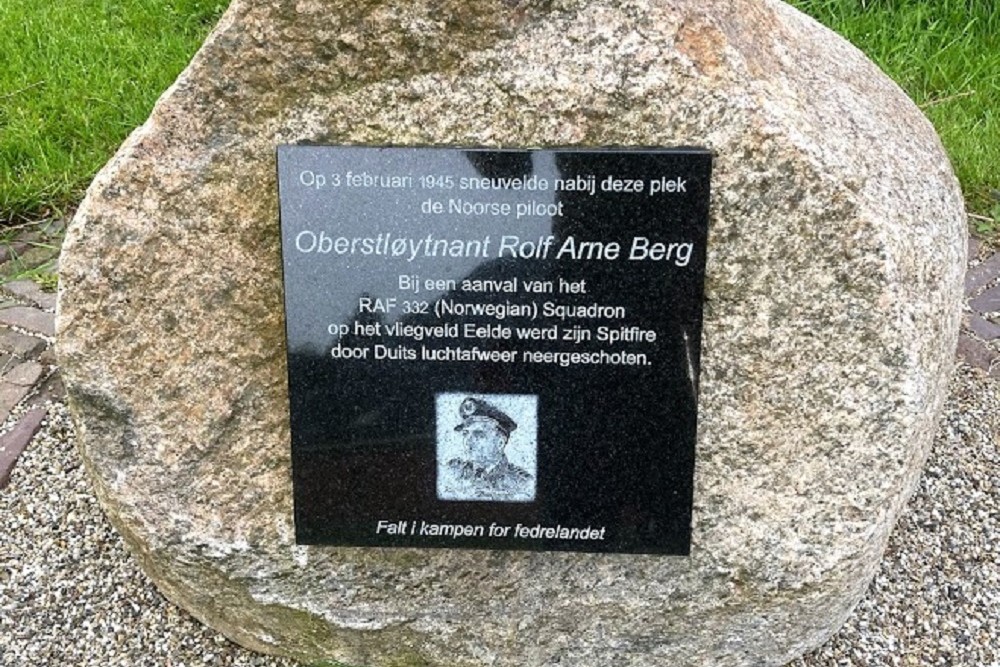 Op 3 februari 1945 sneuvelde nabij deze plek
de Noorse piloot
Oberstløytnant Rolf Arne Berg
Bij een aanval van het
RAF 332 (Norwegian) Squadron
op het vliegveld Eelde werd zijn Spitfire
door Duits luchtafweer neergeschoten.
Falt i kampen for fedrelandet